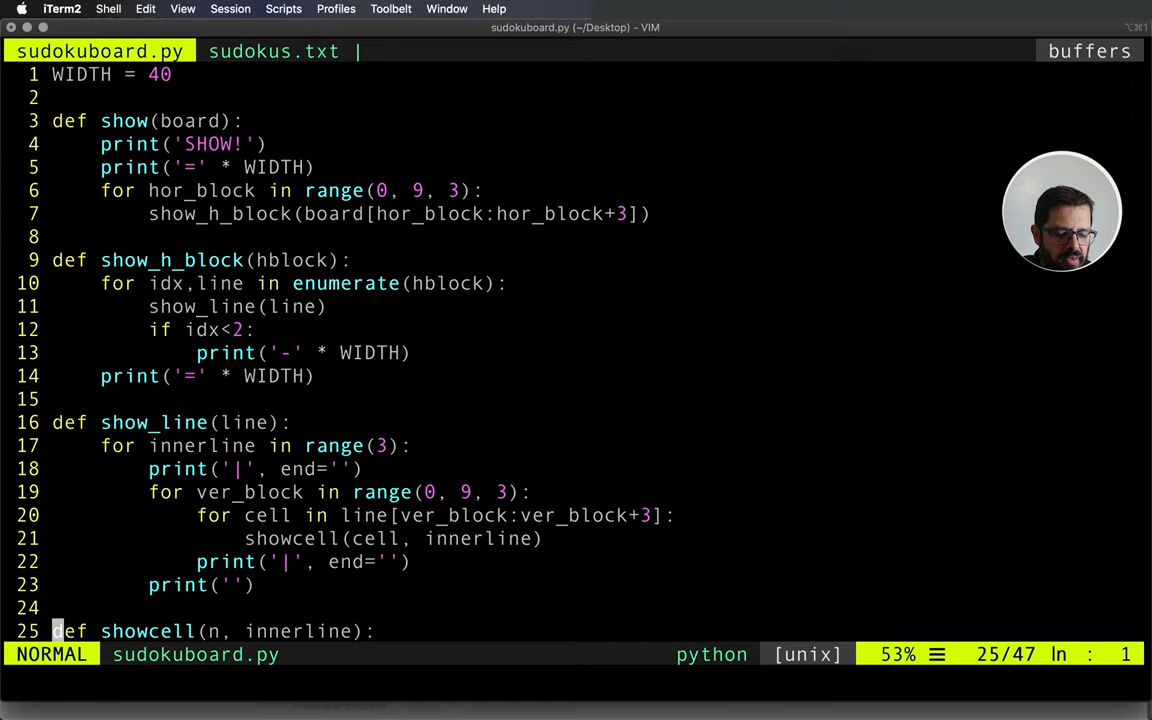 iTerm2 Shell Edit View Session Scripts Profiles Toolbelt Window Help
sudokuboard.py (~/Desktop) - VIM ⌥⌘1
sudokuboard.py sudokus.txt | buffers
1 WIDTH = 40
2
3 def show(board):
4     print('SHOW!')
5     print('=' * WIDTH)
6     for hor_block in range(0, 9, 3):
7         show_h_block(board[hor_block:hor_block+3])
8
9 def show_h_block(hblock):
10     for idx,line in enumerate(hblock):
11         show_line(line)
12         if idx<2:
13             print('-' * WIDTH)
14     print('=' * WIDTH)
15
16 def show_line(line):
17     for innerline in range(3):
18         print('|', end='')
19         for ver_block in range(0, 9, 3):
20             for cell in line[ver_block:ver_block+3]:
21                 showcell(cell, innerline)
22             print('|', end='')
23         print('')
24
25 def showcell(n, innerline):
NORMAL sudokuboard.py python [unix] 53% ☰ 25/47 ln : 1